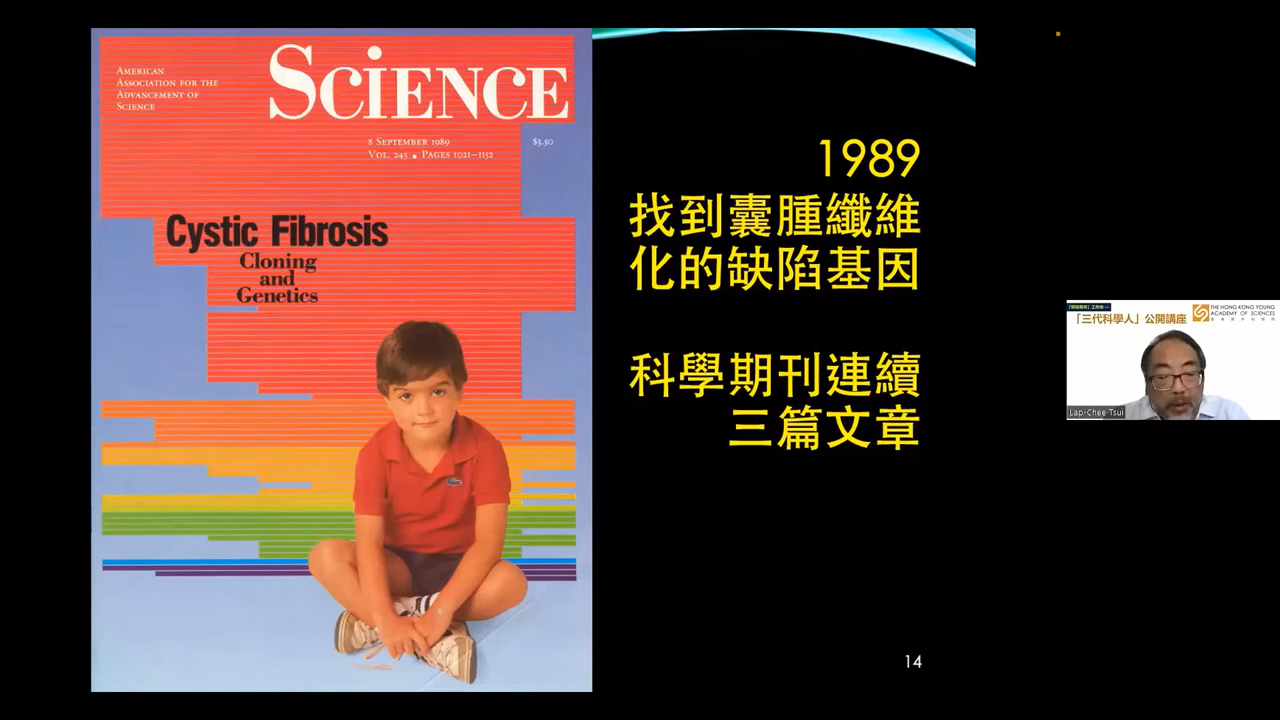 AMERICAN
ASSOCIATION FOR THE
ADVANCEMENT OF
SCIENCE
SCIENCE
8 SEPTEMBER 1989
VOL. 245 ■ PAGES 1021–1152
$3.50
Cystic Fibrosis
Cloning
and
Genetics
1989
找到囊腫纖維
化的缺陷基因
科學期刊連續
三篇文章
14
「三代科學人」公開講座
THE HONG KONG YOUNG
ACADEMY OF SCIENCES
Lap-Chee Tsui